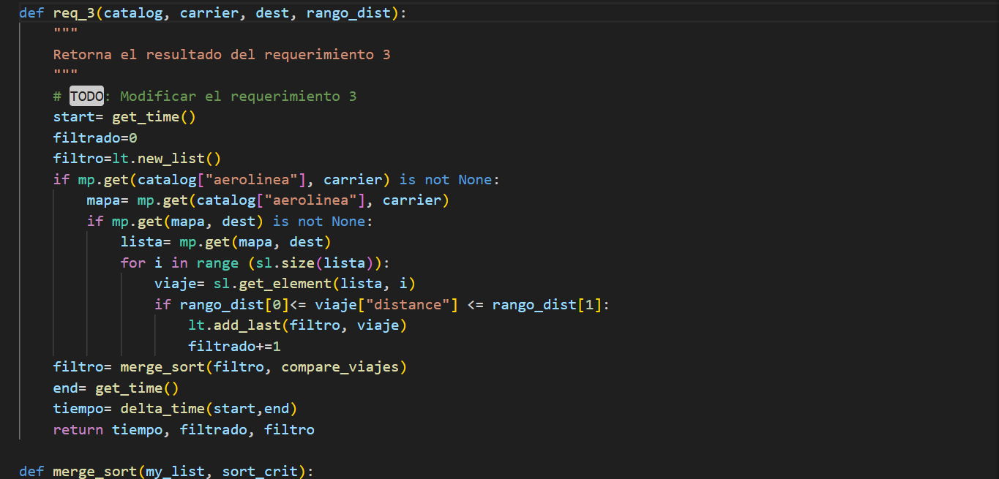 def req_3(catalog, carrier, dest, rango_dist):
    """
    Retorna el resultado del requerimiento 3
    """
    # TODO: Modificar el requerimiento 3
    start= get_time()
    filtrado=0
    filtro=lt.new_list()
    if mp.get(catalog["aerolinea"], carrier) is not None:
        mapa= mp.get(catalog["aerolinea"], carrier)
        if mp.get(mapa, dest) is not None:
            lista= mp.get(mapa, dest)
            for i in range (sl.size(lista)):
                viaje= sl.get_element(lista, i)
                if rango_dist[0]<= viaje["distance"] <= rango_dist[1]:
                    lt.add_last(filtro, viaje)
                    filtrado+=1
    filtro= merge_sort(filtro, compare_viajes)
    end= get_time()
    tiempo= delta_time(start,end)
    return tiempo, filtrado, filtro
def merge_sort(my_list, sort_crit):